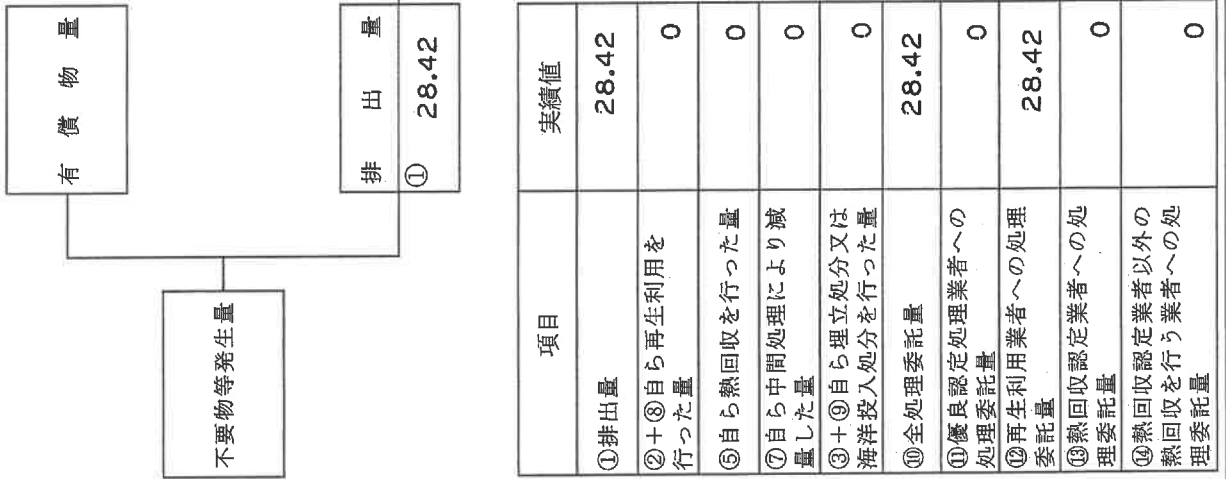 有償物量
不要物等発生量
排出量
① 28.42
項目 実績値
①排出量 28.42
②+⑧自ら再生利用を
行った量 0
⑤自ら熱回収を行った量 0
⑦自ら中間処理により減
量した量 0
③+⑨自ら埋立処分又は
海洋投入処分を行った量 0
⑩全処理委託量 28.42
⑪優良認定処理業者への
処理委託量 0
⑫再生利用業者への処理
委託量 28.42
⑬熱回収認定業者への処
理委託量 0
⑭熱回収認定業者以外の
熱回収を行う業者への処
理委託量 0